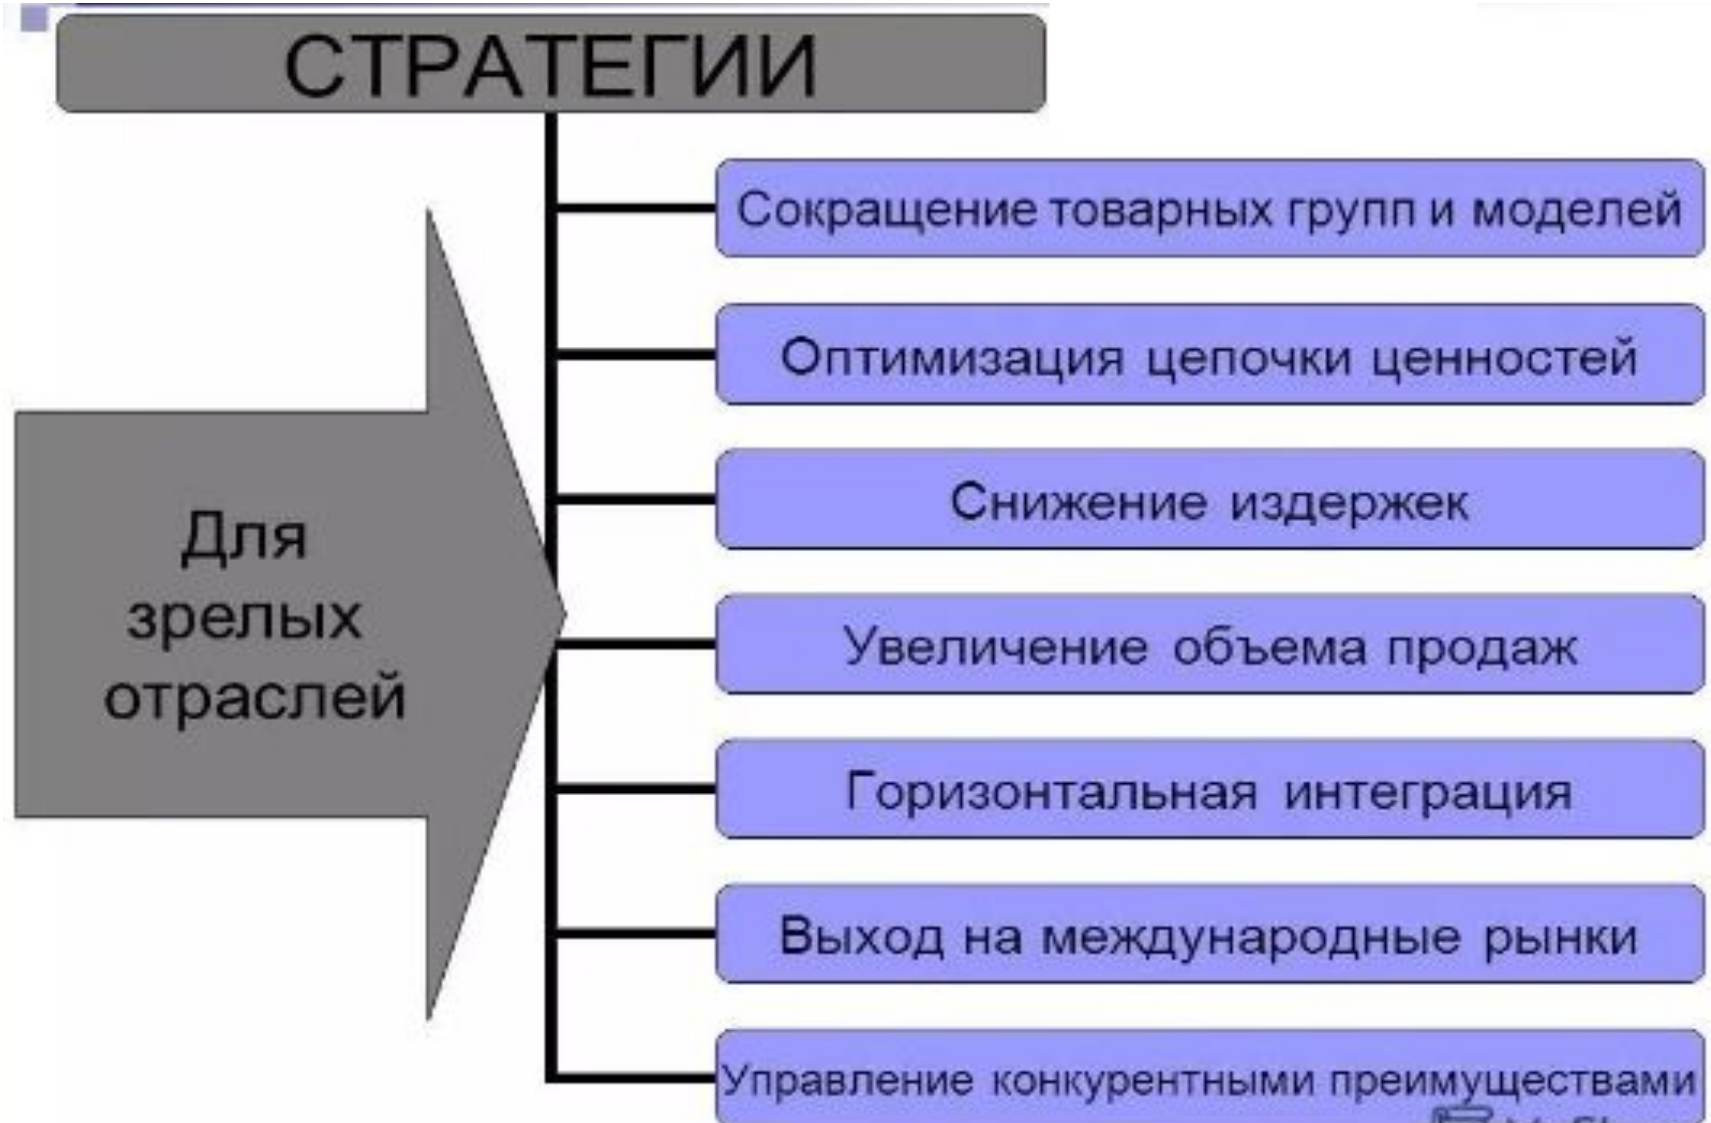 СТРАТЕГИИ
Для
зрелых
отраслей
Сокращение товарных групп и моделей
Оптимизация цепочки ценностей
Снижение издержек
Увеличение объема продаж
Горизонтальная интеграция
Выход на международные рынки
Управление конкурентными преимуществами